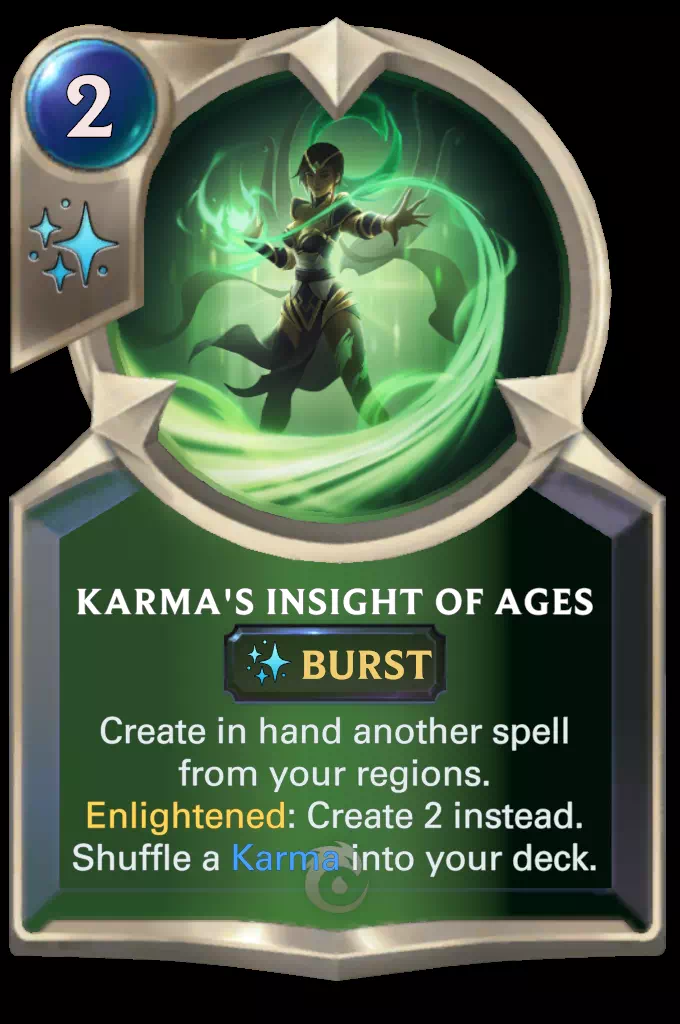 2
KARMA'S INSIGHT OF AGES
BURST
Create in hand another spell
from your regions.
Enlightened: Create 2 instead.
Shuffle a Karma into your deck.